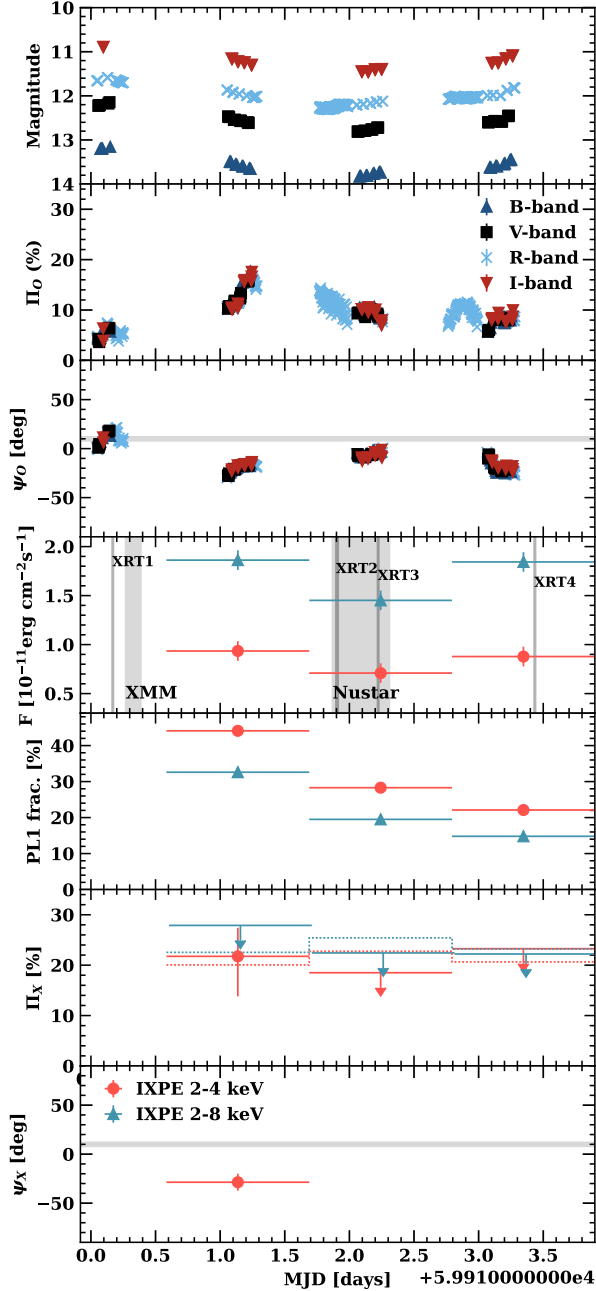 10
11
12
13
14
Magnitude
30
20
10
0
Π_O (%)
B-band
V-band
R-band
I-band
50
0
−50
ψ_O [deg]
2.0
1.5
1.0
0.5
F [10⁻¹¹erg cm⁻²s⁻¹]
XRT1
XRT2
XRT3
XRT4
XMM
Nustar
40
30
20
10
0
PL1 frac. [%]
30
20
10
0
Π_X [%]
IXPE 2-4 keV
IXPE 2-8 keV
50
0
−50
ψ_X [deg]
0.0 0.5 1.0 1.5 2.0 2.5 3.0 3.5
MJD [days]
+5.9910000000e4